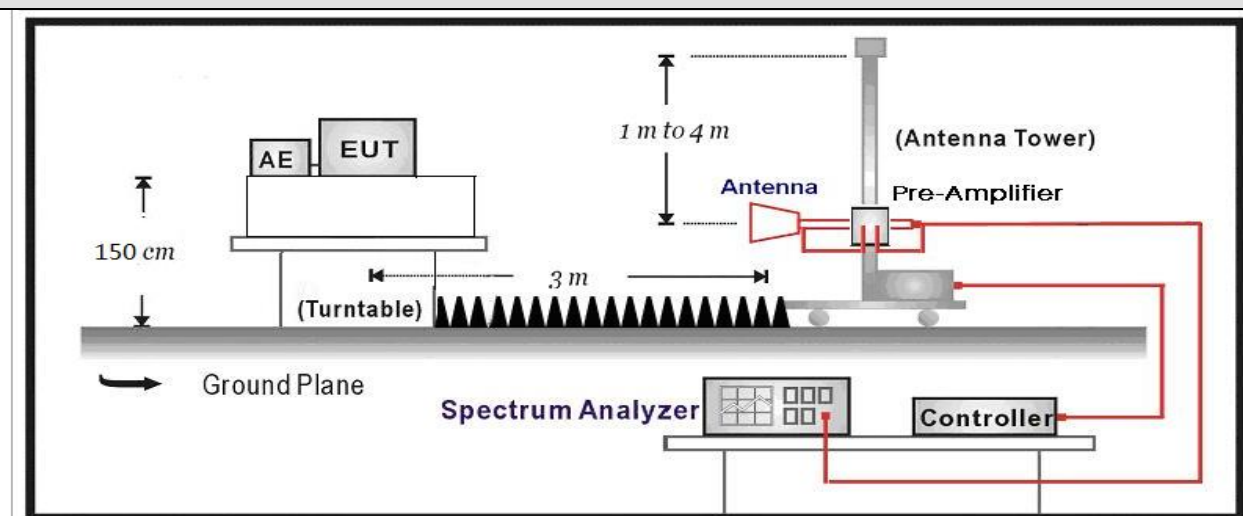 1 m to 4 m
(Antenna Tower)
AE
EUT
Antenna
Pre-Amplifier
150 cm
3 m
(Turntable)
Ground Plane
Spectrum Analyzer
Controller